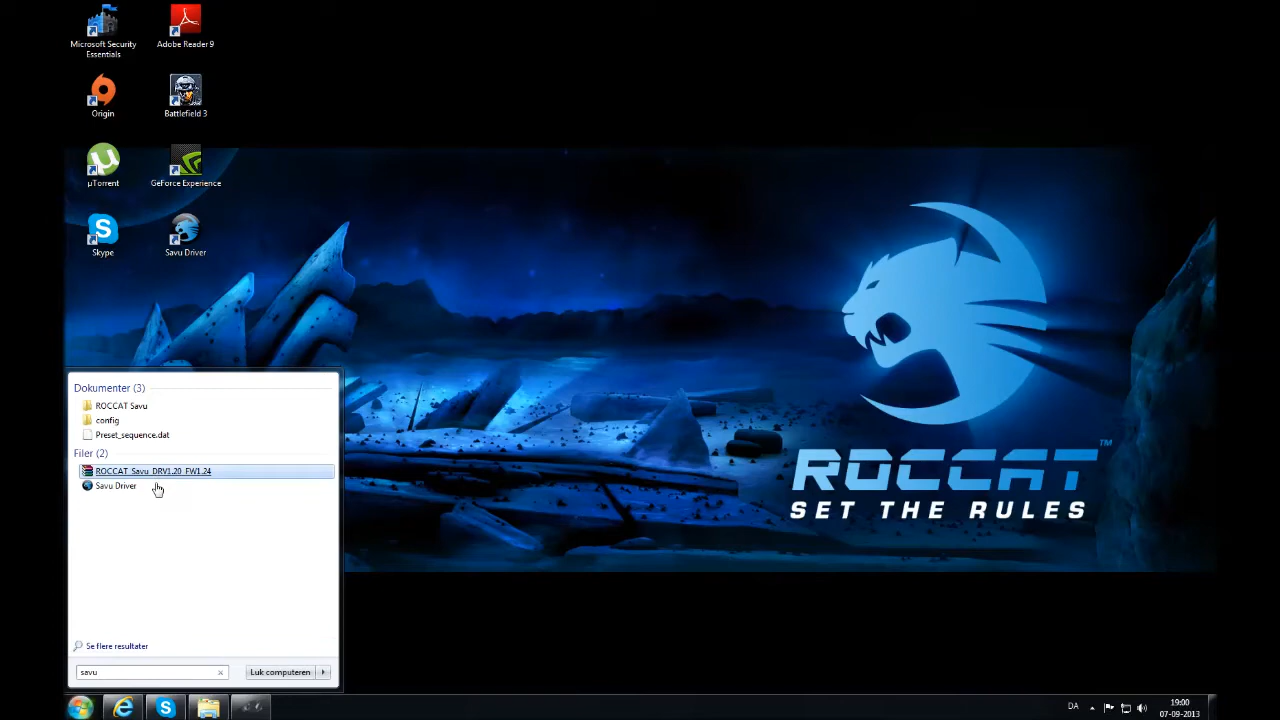 Microsoft Security
Essentials
Adobe Reader 9
Origin
Battlefield 3
µTorrent
GeForce Experience
Skype
Savu Driver
Dokumenter (3)
ROCCAT Savu
config
Preset_sequence.dat
Filer (2)
ROCCAT_Savu_DRV1.20_FW1.24
Savu Driver
Se flere resultater
savu
Luk computeren
ROCCAT™
SET THE RULES
DA
19:00
07-09-2013